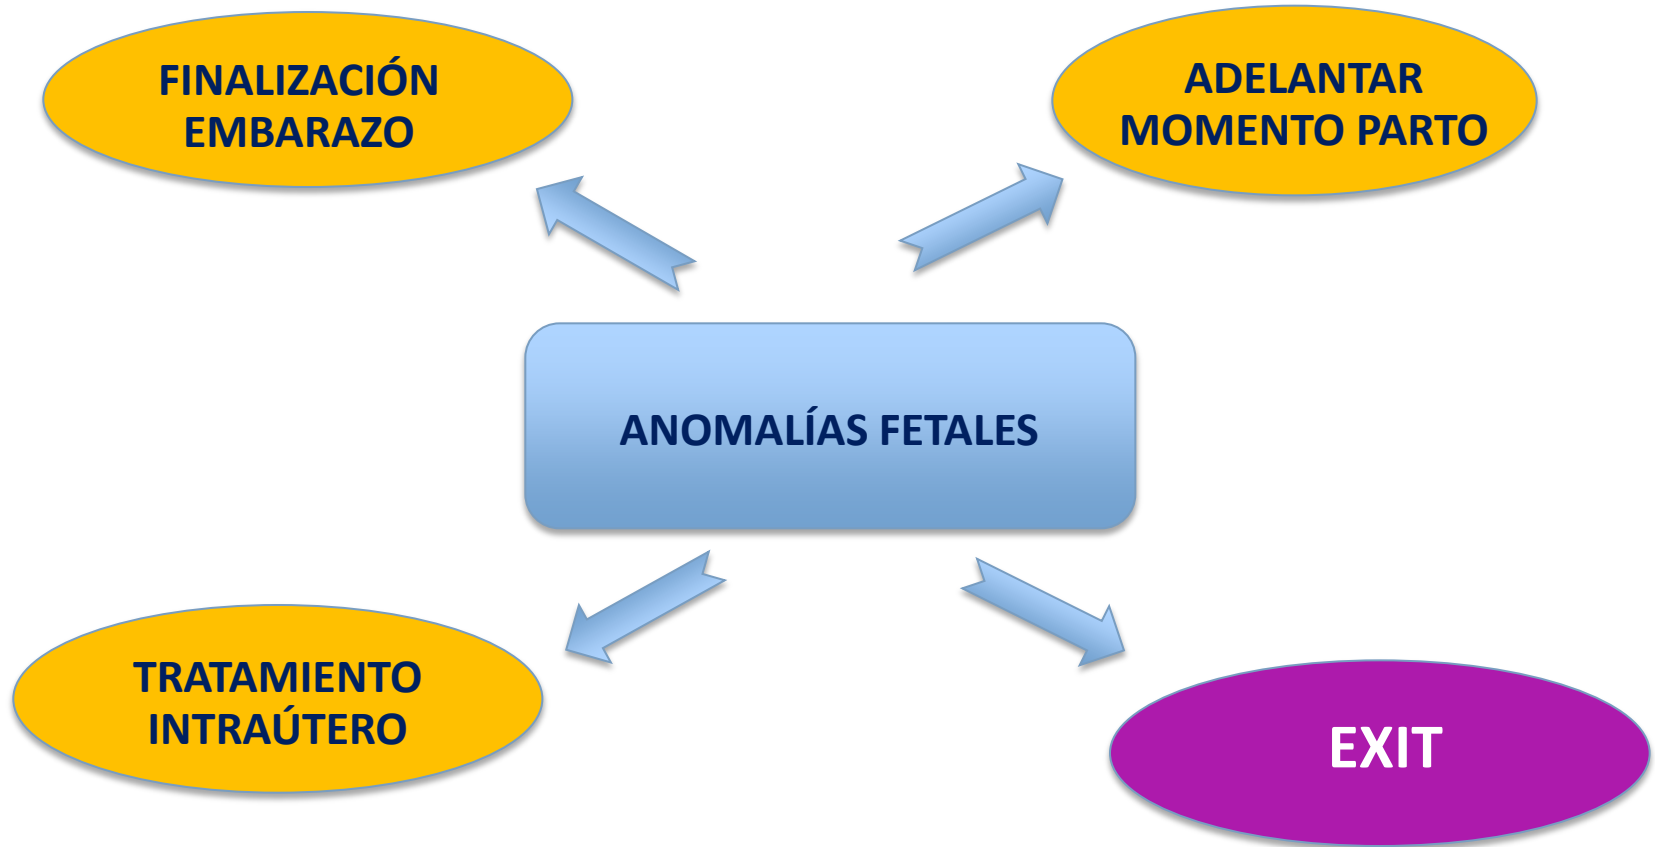 FINALIZACIÓN
EMBARAZO
ADELANTAR
MOMENTO PARTO
ANOMALÍAS FETALES
TRATAMIENTO
INTRAÚTERO
EXIT